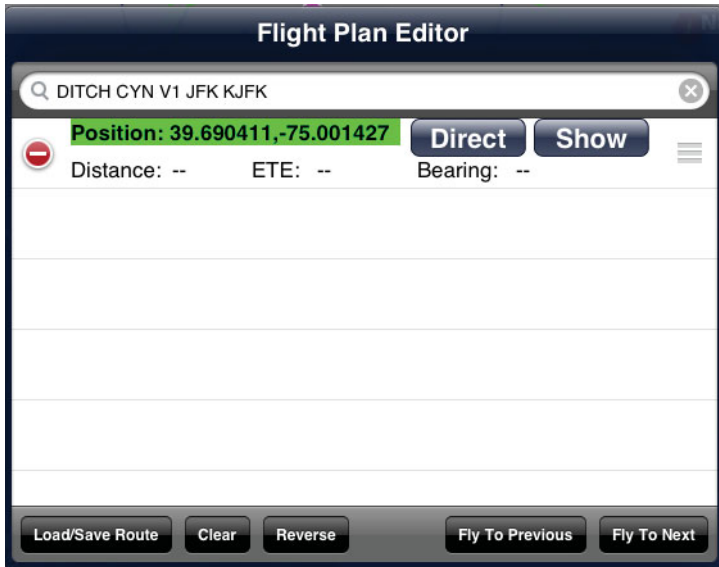 Flight Plan Editor
DITCH CYN V1 JFK KJFK
Position: 39.690411,-75.001427 Direct Show
Distance: -- ETE: -- Bearing: --
Load/Save Route Clear Reverse Fly To Previous Fly To Next